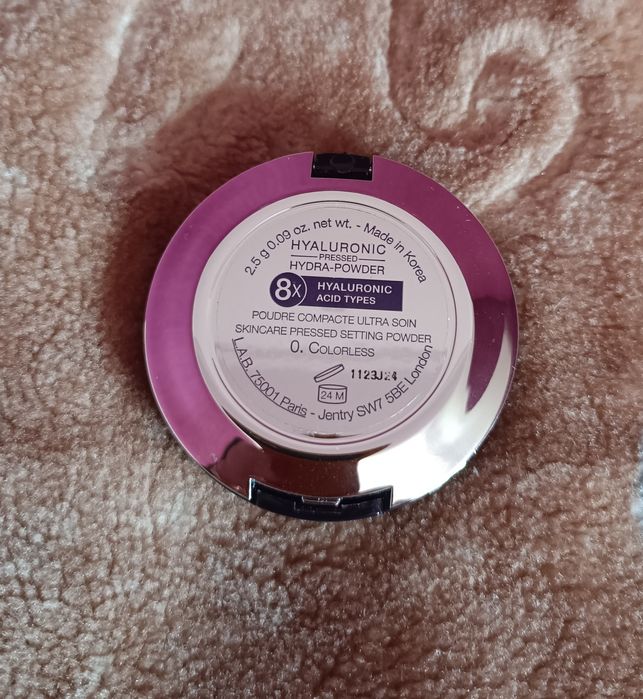 2.5 g 0.09 oz. net wt. - Made in Korea
HYALURONIC
PRESSED
HYDRA-POWDER
8X HYALURONIC
ACID TYPES
POUDRE COMPACTE ULTRA SOIN
SKINCARE PRESSED SETTING POWDER
0. COLORLESS
1123J24
24 M
L.A.B. 75001 Paris - Jentry SW7 5BE London